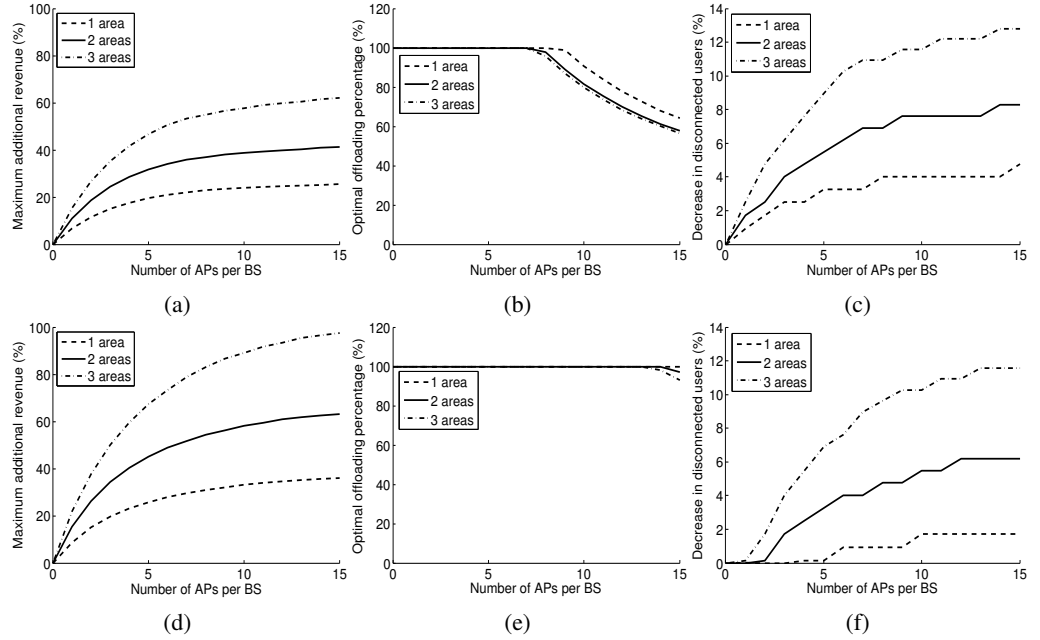 Maximum additional revenue (%)
100
80
60
40
20
0
1 area
2 areas
3 areas
0
5
10
15
Number of APs per BS
(a)
Optimal offloading percentage (%)
120
100
80
60
40
20
0
1 area
2 areas
3 areas
0
5
10
15
Number of APs per BS
(b)
Decrease in disconnected users (%)
14
12
10
8
6
4
2
0
1 area
2 areas
3 areas
0
5
10
15
Number of APs per BS
(c)
Maximum additional revenue (%)
100
80
60
40
20
0
1 area
2 areas
3 areas
0
5
10
15
Number of APs per BS
(d)
Optimal offloading percentage (%)
120
100
80
60
40
20
0
1 area
2 areas
3 areas
0
5
10
15
Number of APs per BS
(e)
Decrease in disconnected users (%)
14
12
10
8
6
4
2
0
1 area
2 areas
3 areas
0
5
10
15
Number of APs per BS
(f)